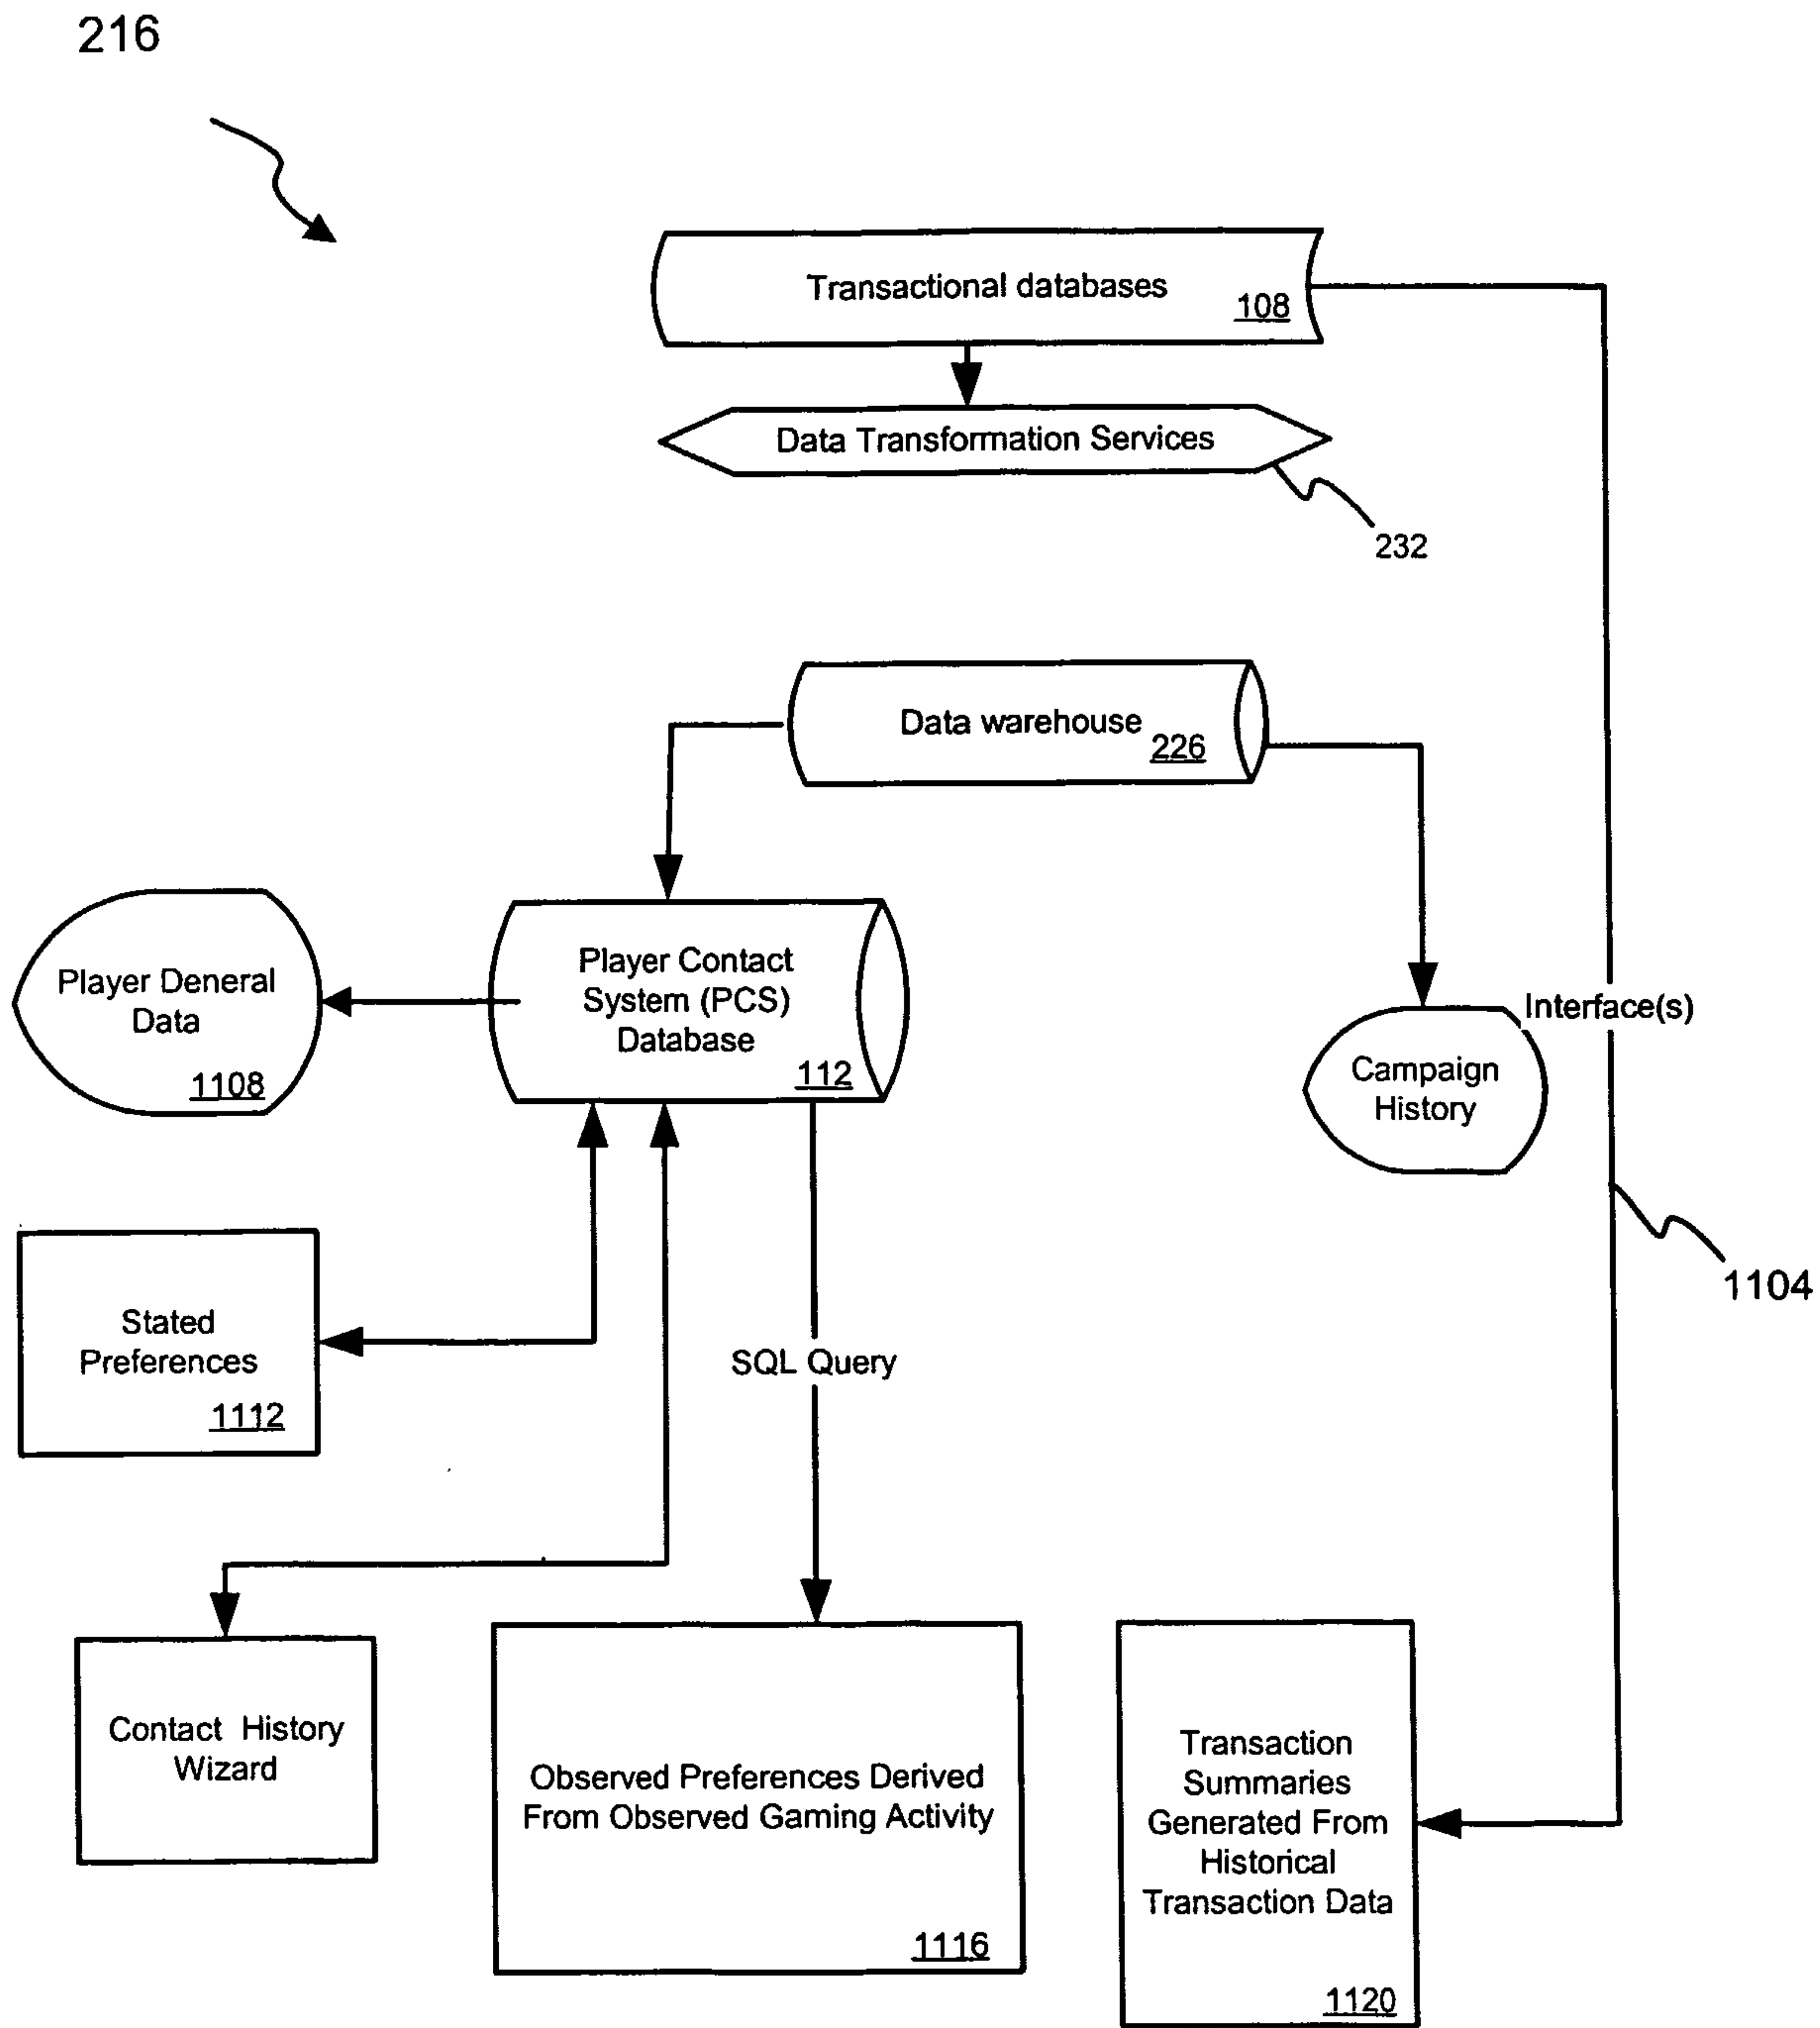 216
Transactional databases
108
Data Transformation Services
232
Data warehouse
226
Player Contact
System (PCS)
Database
112
Player Deneral
Data
1108
Interface(s)
Campaign
History
1104
Stated
Preferences
1112
SQL Query
Contact History
Wizard
Observed Preferences Derived
From Observed Gaming Activity
1116
Transaction
Summaries
Generated From
Historical
Transaction Data
1120